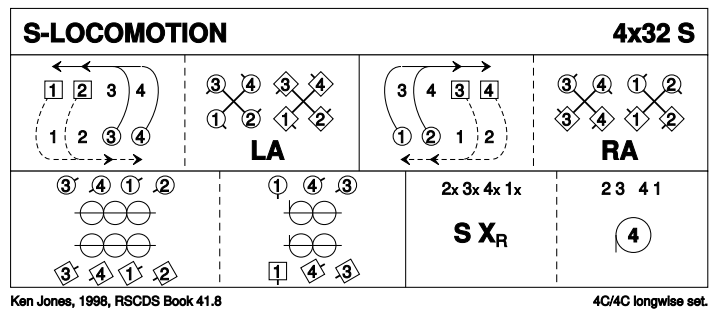 S-LOCOMOTION 4x32 S
1 2 3 4
1 2 3 4
3 4 3 4
1 2 1 2
LA
3 4 3 4
1 2 1 2
3 4 1 2
3 4 1 2
RA
3 4 1 2
3 4 1 2
1 4 3
1 4 3
2x 3x 4x 1x
S XR
2 3 4 1
4
Ken Jones, 1998, RSCDS Book 41.8 4C/4C longwise set.